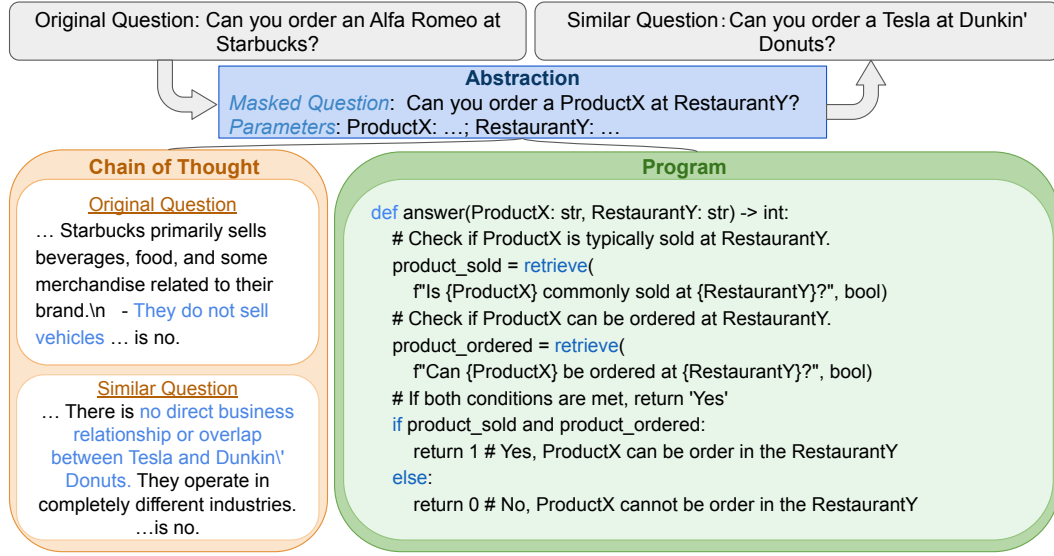 Original Question: Can you order an Alfa Romeo at
Starbucks?
Similar Question: Can you order a Tesla at Dunkin'
Donuts?
Abstraction
Masked Question: Can you order a ProductX at RestaurantY?
Parameters: ProductX: …; RestaurantY: …
Chain of Thought
Original Question
… Starbucks primarily sells
beverages, food, and some
merchandise related to their
brand.\n - They do not sell
vehicles … is no.
Similar Question
… There is no direct business
relationship or overlap
between Tesla and Dunkin\'
Donuts. They operate in
completely different industries.
…is no.
Program
def answer(ProductX: str, RestaurantY: str) -> int:
# Check if ProductX is typically sold at RestaurantY.
product_sold = retrieve(
f"Is {ProductX} commonly sold at {RestaurantY}?", bool)
# Check if ProductX can be ordered at RestaurantY.
product_ordered = retrieve(
f"Can {ProductX} be ordered at {RestaurantY}?", bool)
# If both conditions are met, return 'Yes'
if product_sold and product_ordered:
return 1 # Yes, ProductX can be order in the RestaurantY
else:
return 0 # No, ProductX cannot be order in the RestaurantY